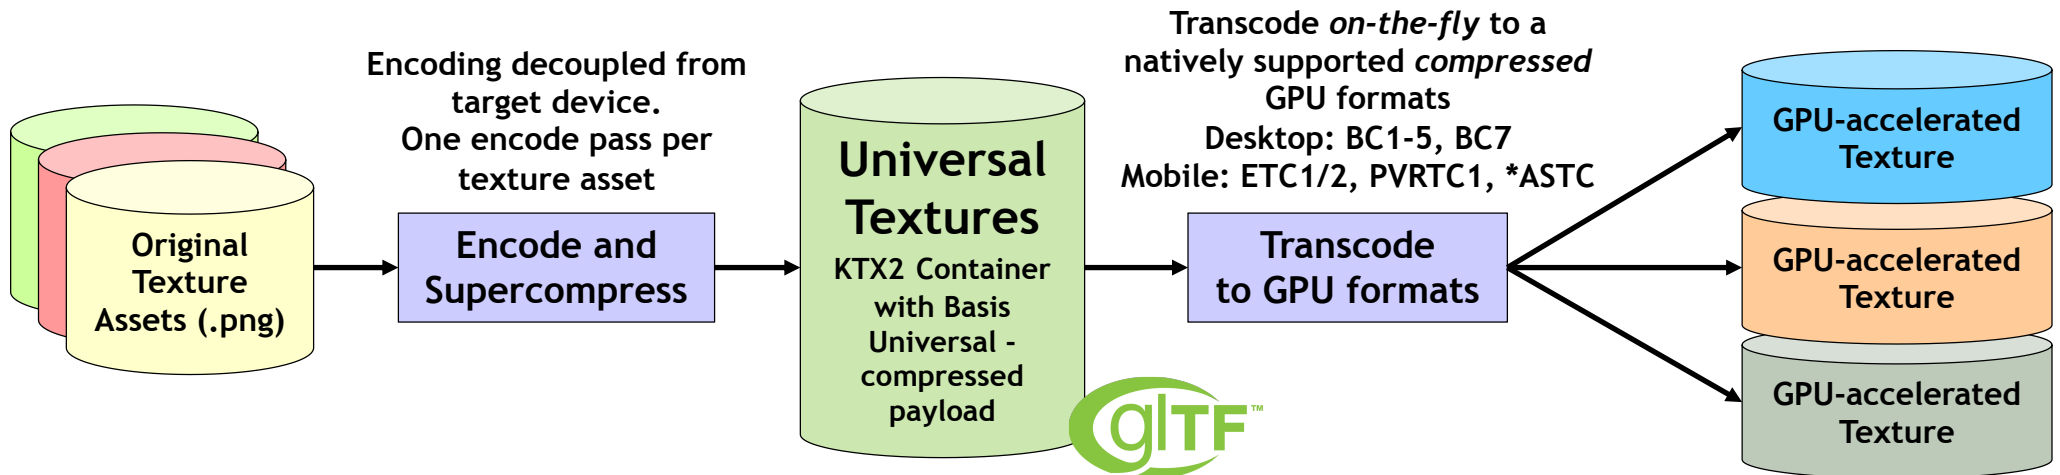 Original
Texture
Assets (.png)
Encoding decoupled from
target device.
One encode pass per
texture asset
Encode and
Supercompress
Universal
Textures
KTX2 Container
with Basis
Universal -
compressed
payload
glTF™
Transcode on-the-fly to a
natively supported compressed
GPU formats
Desktop: BC1-5, BC7
Mobile: ETC1/2, PVRTC1, *ASTC
Transcode
to GPU formats
GPU-accelerated
Texture
GPU-accelerated
Texture
GPU-accelerated
Texture